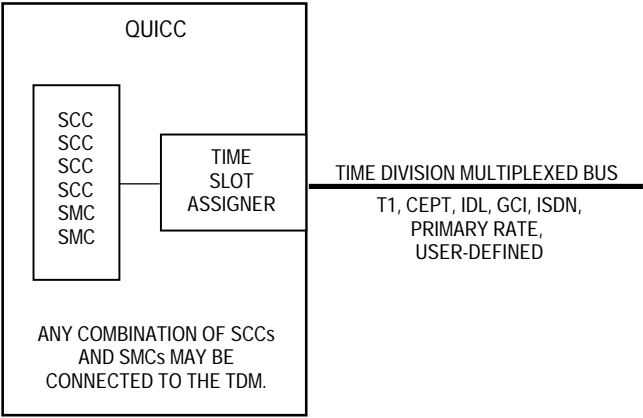 QUICC
SCC
SCC
SCC
SCC
SMC
SMC
TIME
SLOT
ASSIGNER
TIME DIVISION MULTIPLEXED BUS
T1, CEPT, IDL, GCI, ISDN,
PRIMARY RATE,
USER-DEFINED
ANY COMBINATION OF SCCs
AND SMCs MAY BE
CONNECTED TO THE TDM.